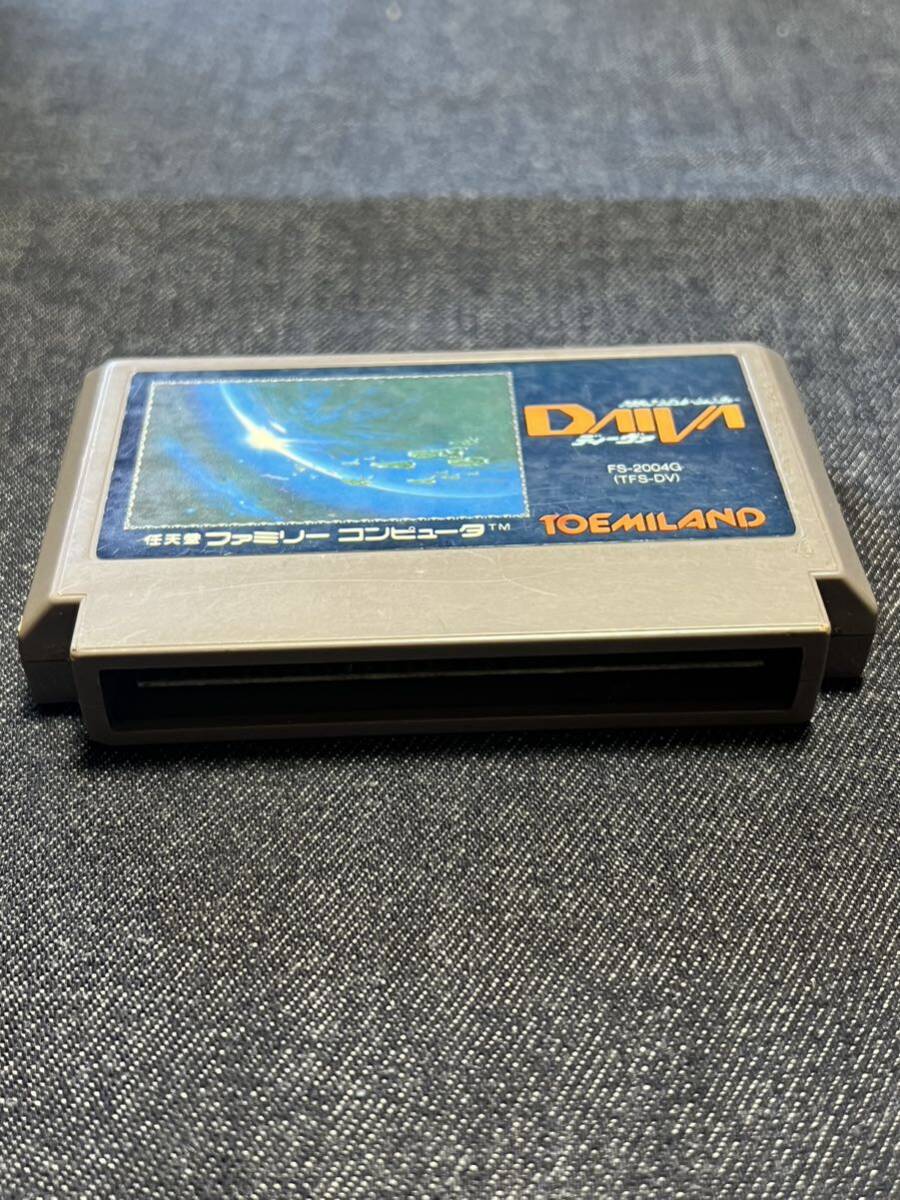 DAIVA
ディーヴァ
FS-2004G
(TFS-DV)
TOEMILAND
任天堂 ファミリー コンピュータ™